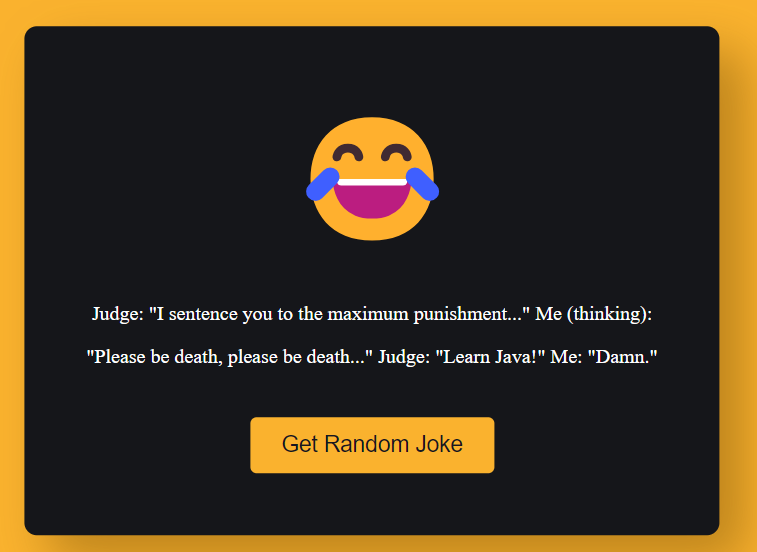 Judge: "I sentence you to the maximum punishment..." Me (thinking):
"Please be death, please be death..." Judge: "Learn Java!" Me: "Damn."
Get Random Joke